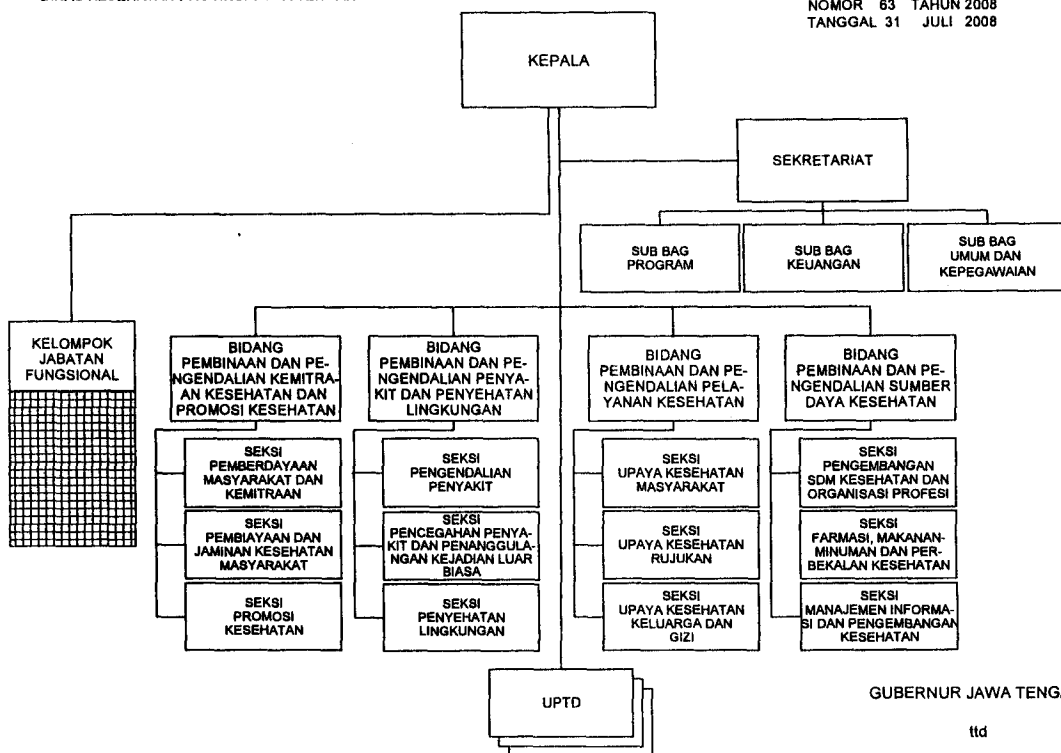 NOMOR 63 TAHUN 2008
TANGGAL 31 JULI 2008
KEPALA
SEKRETARIAT
SUB BAG
PROGRAM
SUB BAG
KEUANGAN
SUB BAG
UMUM DAN
KEPEGAWAIAN
KELOMPOK
JABATAN
FUNGSIONAL
BIDANG
PEMBINAAN DAN PE-
NGENDALIAN KEMITRA-
AN KESEHATAN DAN
PROMOSI KESEHATAN
SEKSI
PEMBERDAYAAN
MASYARAKAT DAN
KEMITRAAN
SEKSI
PEMBIAYAAN DAN
JAMINAN KESEHATAN
MASYARAKAT
SEKSI
PROMOSI
KESEHATAN
BIDANG
PEMBINAAN DAN PE-
NGENDALIAN PENYA-
KIT DAN PENYEHATAN
LINGKUNGAN
SEKSI
PENGENDALIAN
PENYAKIT
SEKSI
PENCEGAHAN PENYA-
KIT DAN PENANGGULA-
NGAN KEJADIAN LUAR
BIASA
SEKSI
PENYEHATAN
LINGKUNGAN
BIDANG
PEMBINAAN DAN PE-
NGENDALIAN PELA-
YANAN KESEHATAN
SEKSI
UPAYA KESEHATAN
MASYARAKAT
SEKSI
UPAYA KESEHATAN
RUJUKAN
SEKSI
UPAYA KESEHATAN
KELUARGA DAN
GIZI
BIDANG
PEMBINAAN DAN PE-
NGENDALIAN SUMBER
DAYA KESEHATAN
SEKSI
PENGEMBANGAN
SDM KESEHATAN DAN
ORGANISASI PROFESI
SEKSI
FARMASI, MAKANAN-
MINUMAN DAN PER-
BEKALAN KESEHATAN
SEKSI
MANAJEMEN INFORMA-
SI DAN PENGEMBANGAN
KESEHATAN
UPTD
GUBERNUR JAWA TENG
ttd